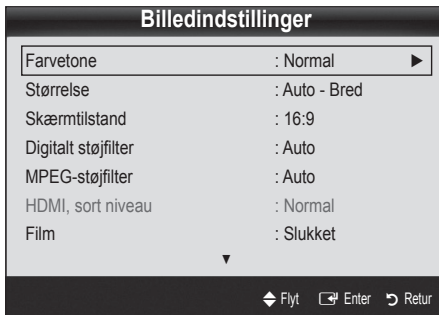 Billedindstillinger
Farvetone : Normal ►
Størrelse : Auto - Bred
Skærmtilstand : 16:9
Digitalt støjfilter : Auto
MPEG-støjfilter : Auto
HDMI, sort niveau : Normal
Film : Slukket
▼
Flyt Enter Retur